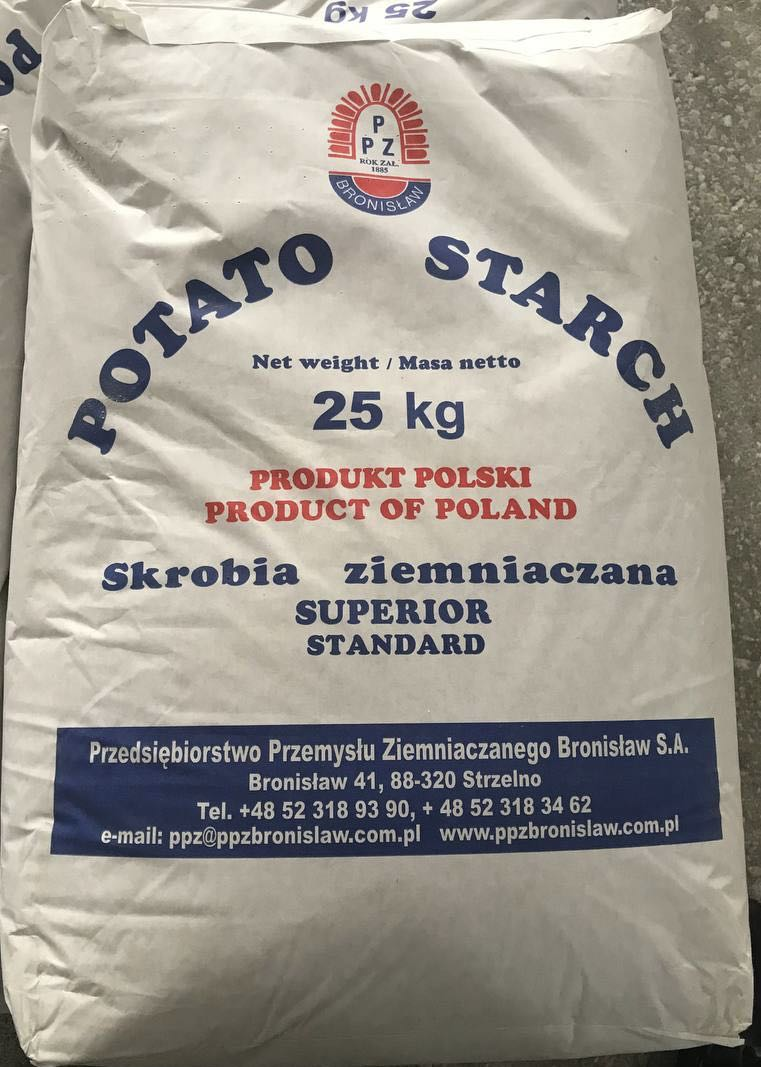 25 kg
P
P Z
ROK ZAŁ.
1885
BRONISŁAW
POTATO STARCH
Net weight / Masa netto
25 kg
PRODUKT POLSKI
PRODUCT OF POLAND
Skrobia ziemniaczana
SUPERIOR
STANDARD
Przedsiębiorstwo Przemysłu Ziemniaczanego Bronisław S.A.
Bronisław 41, 88-320 Strzelno
Tel. +48 52 318 93 90, + 48 52 318 34 62
e-mail: ppz@ppzbronislaw.com.pl www.ppzbronislaw.com.pl